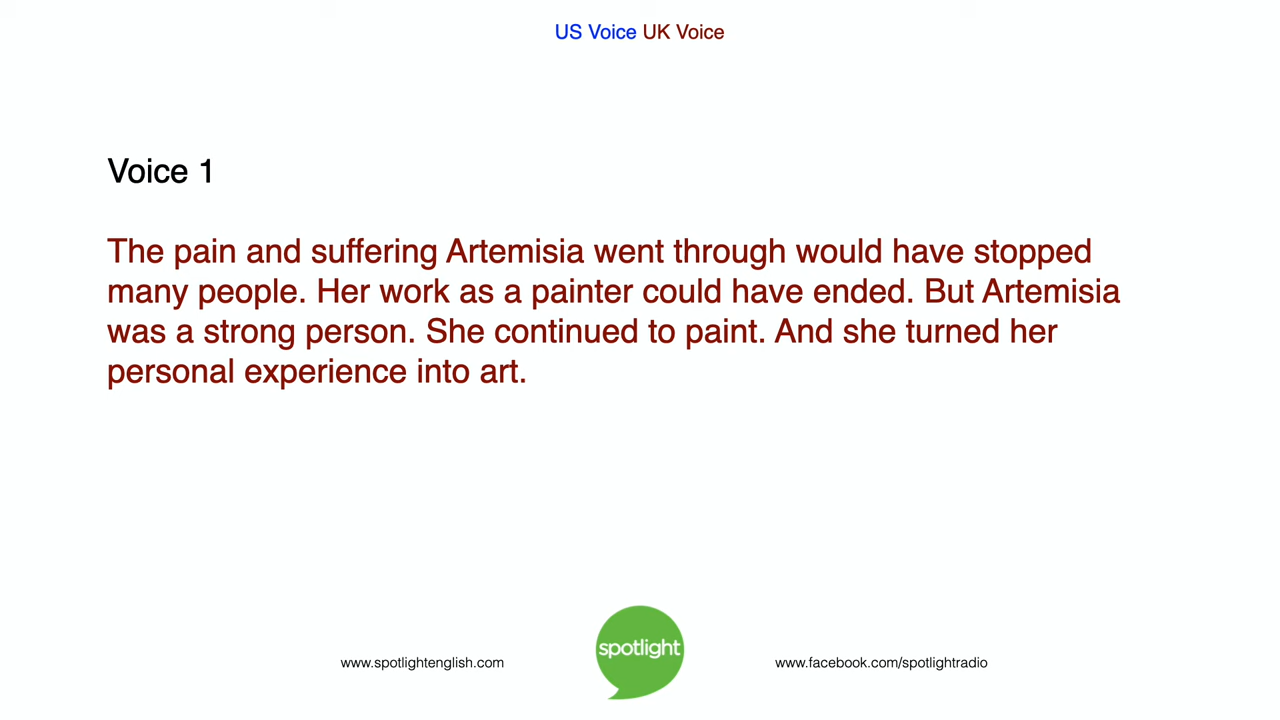 US Voice UK Voice
Voice 1
The pain and suffering Artemisia went through would have stopped
many people. Her work as a painter could have ended. But Artemisia
was a strong person. She continued to paint. And she turned her
personal experience into art.
spotlight
www.spotlightenglish.com
www.facebook.com/spotlightradio